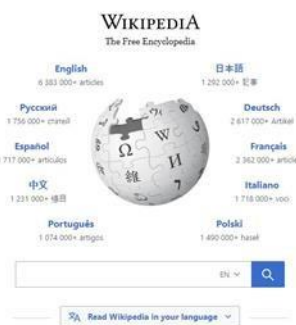 WIKIPEDIA
The Free Encyclopedia
English
6 383 000+ articles
日本語
1 292 000+ 記事
Русский
1 756 000+ статей
Deutsch
2 617 000+ Artikel
Español
1 717 000+ artículos
Français
2 362 000+ article
中文
1 231 000+ 條目
Italiano
1 718 000+ voci
Português
1 074 000+ artigos
Polski
1 490 000+ haseł
Ω
W
И
維
EN
Read Wikipedia in your language